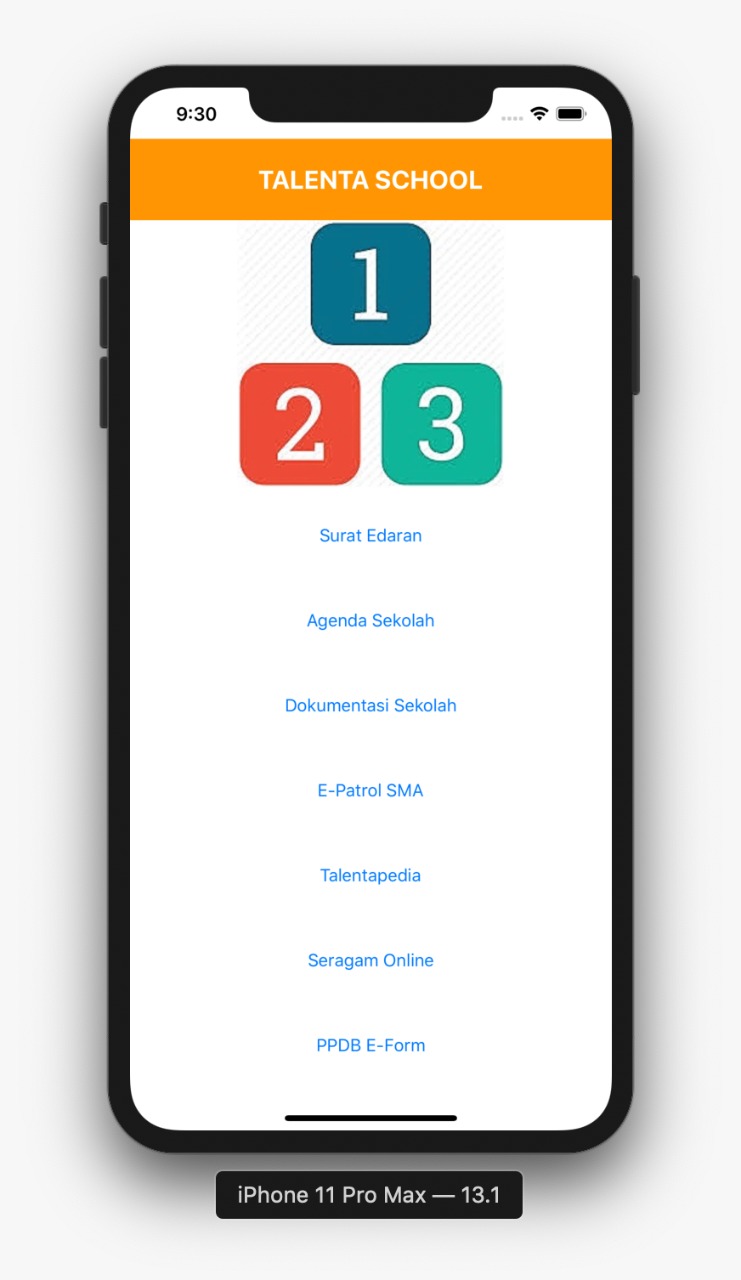 9:30
TALENTA SCHOOL
1
2 3
Surat Edaran
Agenda Sekolah
Dokumentasi Sekolah
E-Patrol SMA
Talentapedia
Seragam Online
PPDB E-Form
iPhone 11 Pro Max — 13.1